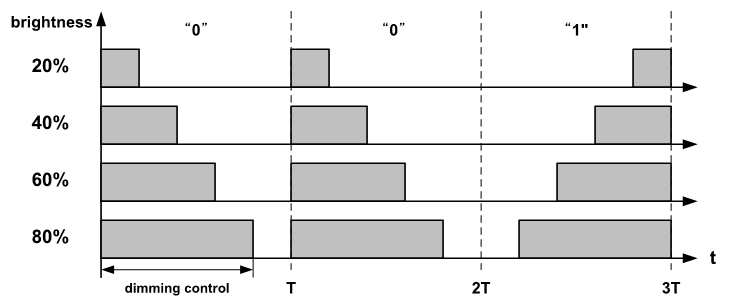 brightness
“0” “0” “1"
20%
40%
60%
80%
t
dimming control T 2T 3T